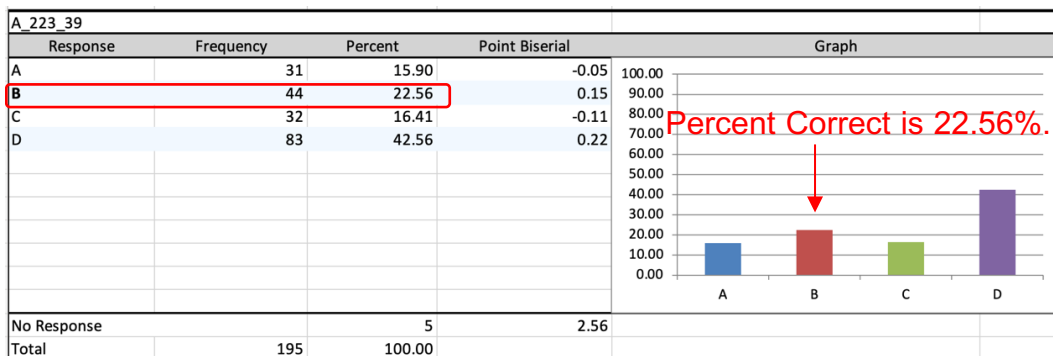 A_223_39
Response Frequency Percent Point Biserial Graph
A 31 15.90 -0.05
B 44 22.56 0.15
C 32 16.41 -0.11
D 83 42.56 0.22
100.00
90.00
80.00
70.00
60.00
50.00
40.00
30.00
20.00
10.00
0.00
Percent Correct is 22.56%.
A B C D
No Response 5 2.56
Total 195 100.00